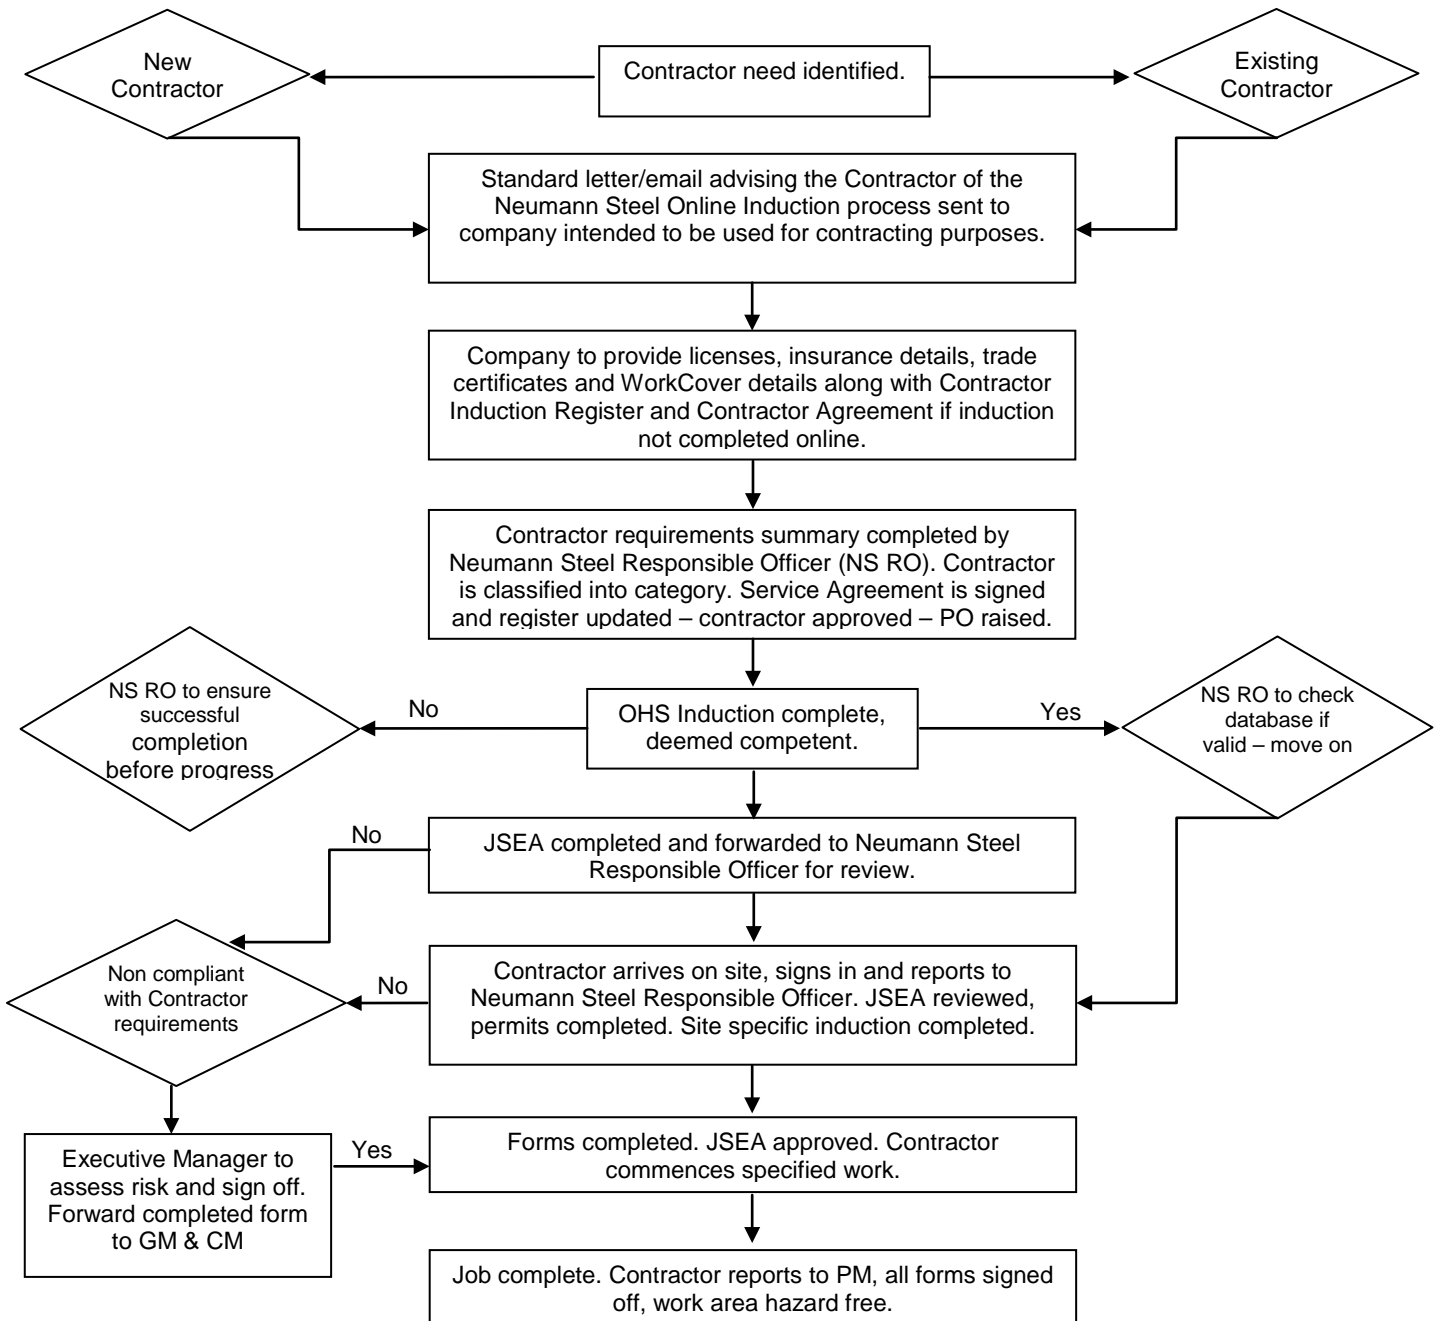 New
Contractor
Contractor need identified.
Existing
Contractor
Standard letter/email advising the Contractor of the
Neumann Steel Online Induction process sent to
company intended to be used for contracting purposes.
Company to provide licenses, insurance details, trade
certificates and WorkCover details along with Contractor
Induction Register and Contractor Agreement if induction
not completed online.
Contractor requirements summary completed by
Neumann Steel Responsible Officer (NS RO). Contractor
is classified into category. Service Agreement is signed
and register updated – contractor approved – PO raised.
NS RO to ensure
successful
completion
before progress
No
OHS Induction complete,
deemed competent.
Yes
NS RO to check
database if
valid – move on
No
JSEA completed and forwarded to Neumann Steel
Responsible Officer for review.
Non compliant
with Contractor
requirements
No
Contractor arrives on site, signs in and reports to
Neumann Steel Responsible Officer. JSEA reviewed,
permits completed. Site specific induction completed.
Executive Manager to
assess risk and sign off.
Forward completed form
to GM & CM
Yes
Forms completed. JSEA approved. Contractor
commences specified work.
Job complete. Contractor reports to PM, all forms signed
off, work area hazard free.